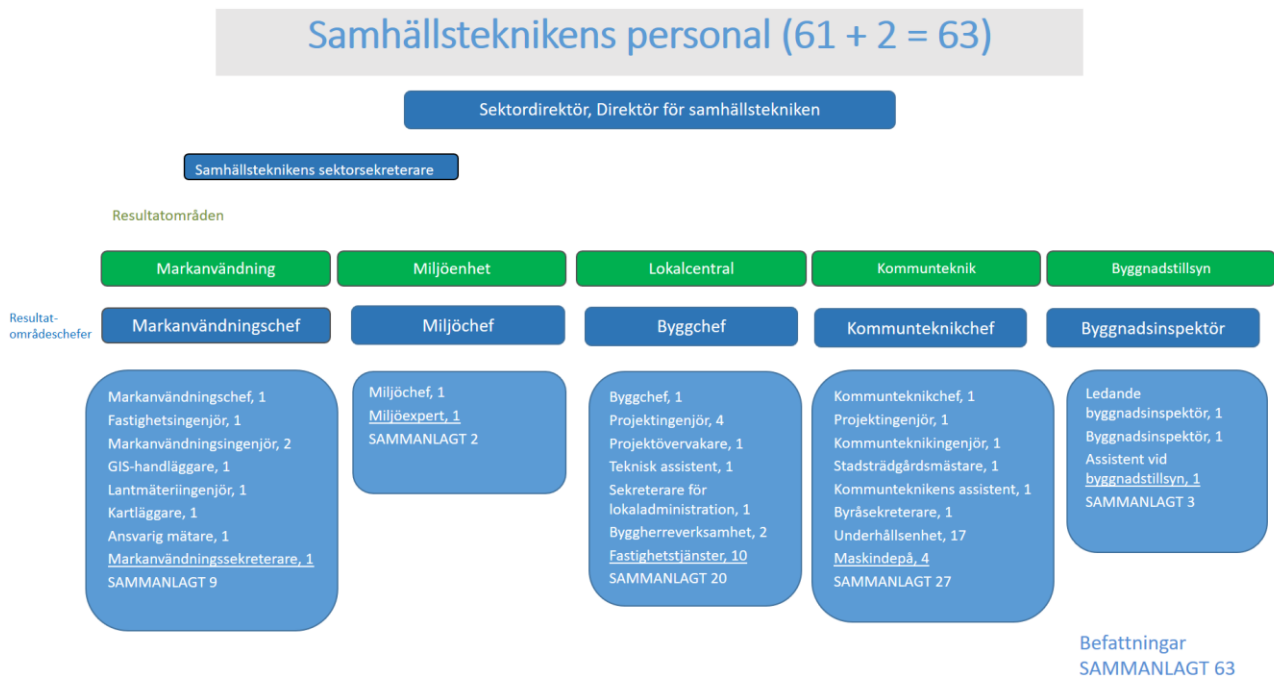 Samhällsteknikens personal (61 + 2 = 63)
Sektordirektör, Direktör för samhällstekniken
Samhällsteknikens sektorsekreterare
Resultatområden
Markanvändning
Miljöenhet
Lokalcentral
Kommunteknik
Byggnadstillsyn
Resultat-
områdeschefer
Markanvändningschef
Miljöchef
Byggchef
Kommunteknikchef
Byggnadsinspektör
Markanvändningschef, 1
Fastighetsingenjör, 1
Markanvändningsingenjör, 2
GIS-handläggare, 1
Lantmäteriingenjör, 1
Kartläggare, 1
Ansvarig mätare, 1
Markanvändningssekreterare, 1
SAMMANLAGT 9
Miljöchef, 1
Miljöexpert, 1
SAMMANLAGT 2
Byggchef, 1
Projektingenjör, 4
Projektövervakare, 1
Teknisk assistent, 1
Sekreterare för
lokaladministration, 1
Byggherreverksamhet, 2
Fastighetstjänster, 10
SAMMANLAGT 20
Kommunteknikchef, 1
Projektingenjör, 1
Kommunteknikingenjör, 1
Stadsträdgårdsmästare, 1
Kommunteknikens assistent, 1
Byråsekreterare, 1
Underhållsenhet, 17
Maskindepå, 4
SAMMANLAGT 27
Ledande
byggnadsinspektör, 1
Byggnadsinspektör, 1
Assistent vid
byggnadstillsyn, 1
SAMMANLAGT 3
Befattningar
SAMMANLAGT 63